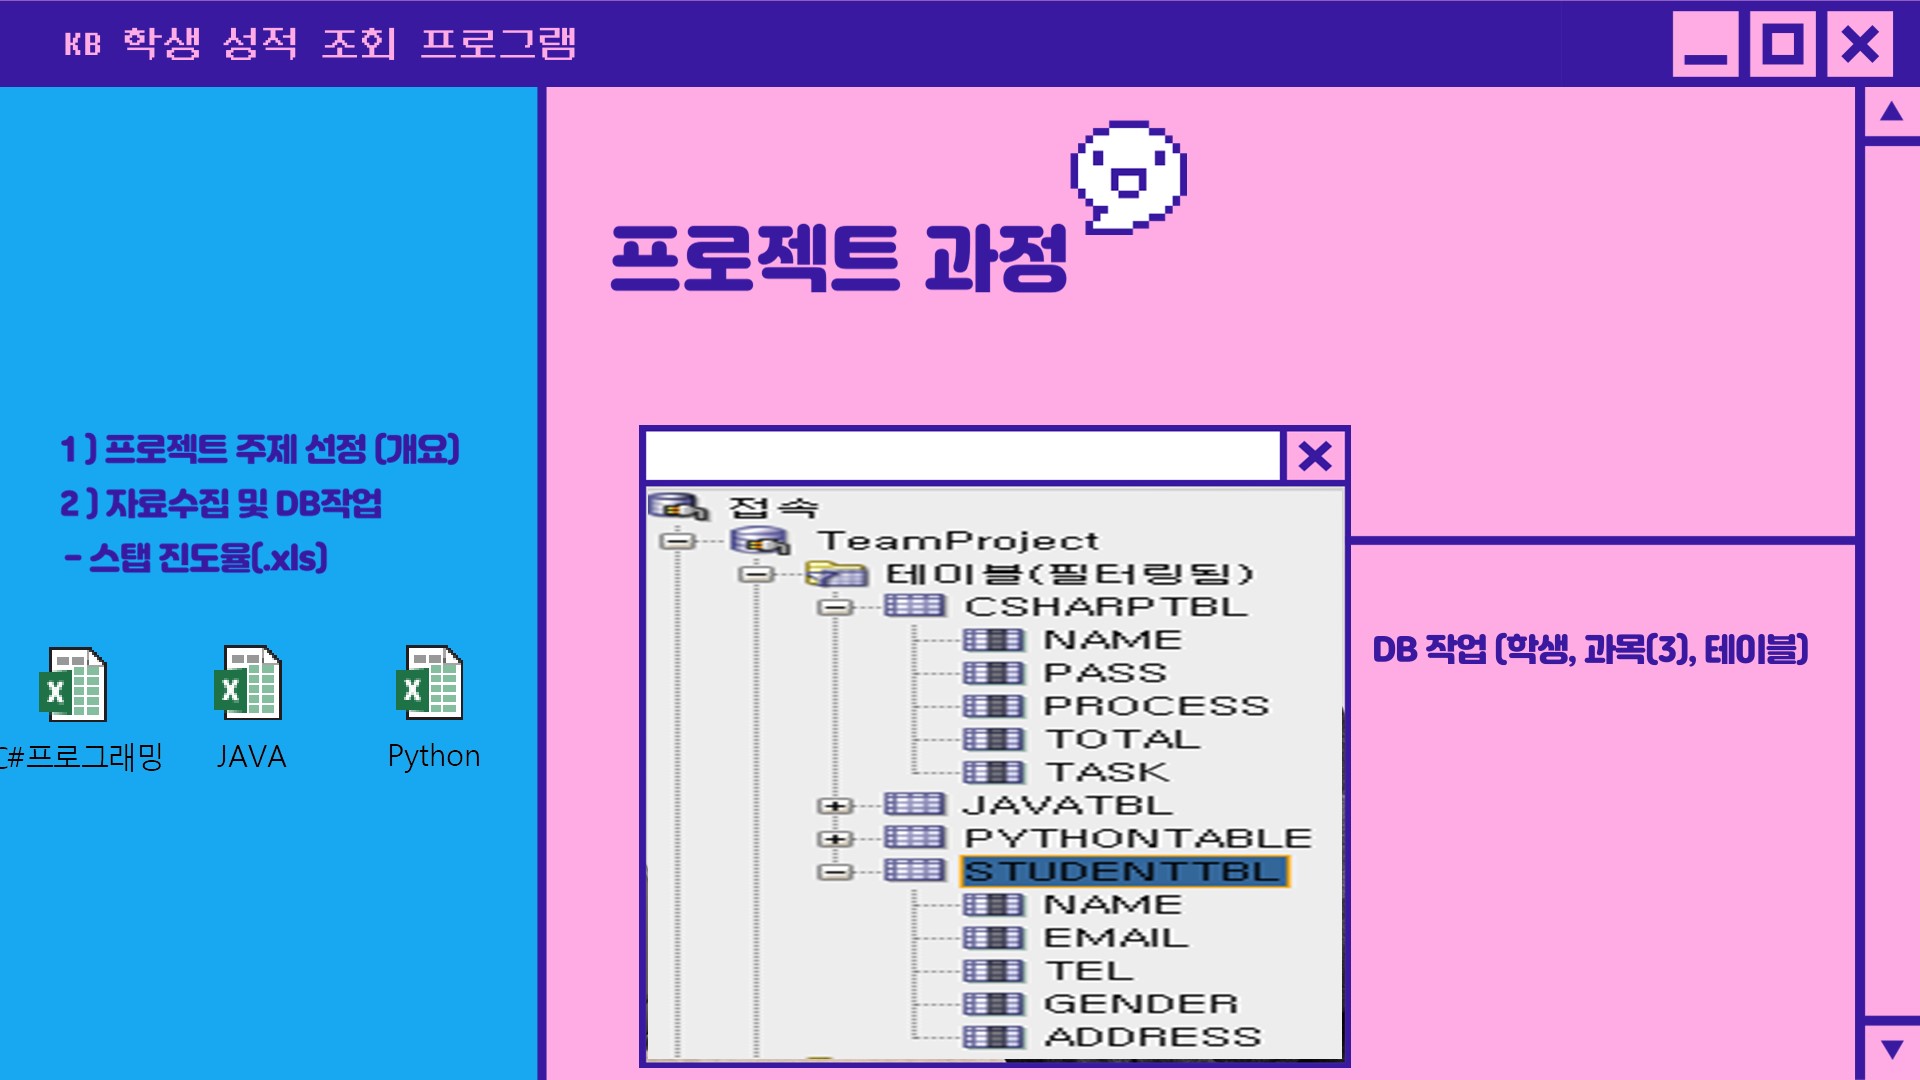 KB 학생 성적 조회 프로그램
프로젝트 과정
1 ) 프로젝트 주제 선정 (개요)
2 ) 자료수집 및 DB작업
- 스탭 진도율(.xls)
C#프로그래밍
JAVA
Python
접속
TeamProject
테이블(필터링됨)
CSHARPTBL
NAME
PASS
PROCESS
TOTAL
TASK
JAVATBL
PYTHONTABLE
STUDENTTBL
NAME
EMAIL
TEL
GENDER
ADDRESS
DB 작업 (학생, 과목(3), 테이블)